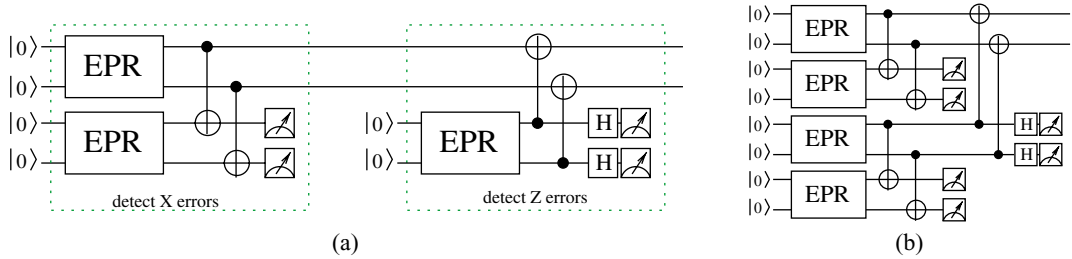 |0⟩ EPR
|0⟩
|0⟩ EPR |0⟩ EPR H
|0⟩ |0⟩ H
detect X errors detect Z errors
(a)
|0⟩ EPR
|0⟩
|0⟩ EPR
|0⟩
|0⟩ EPR H
|0⟩ H
|0⟩ EPR
|0⟩
(b)